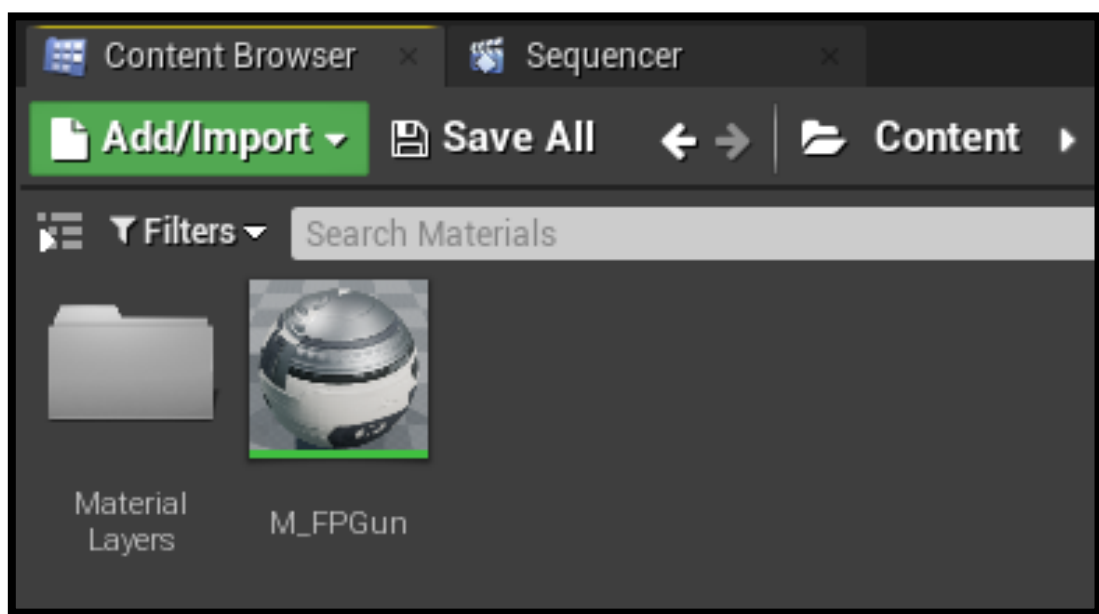 Content Browser Sequencer
Add/Import Save All Content
Filters Search Materials
Material
Layers
M_FPGun